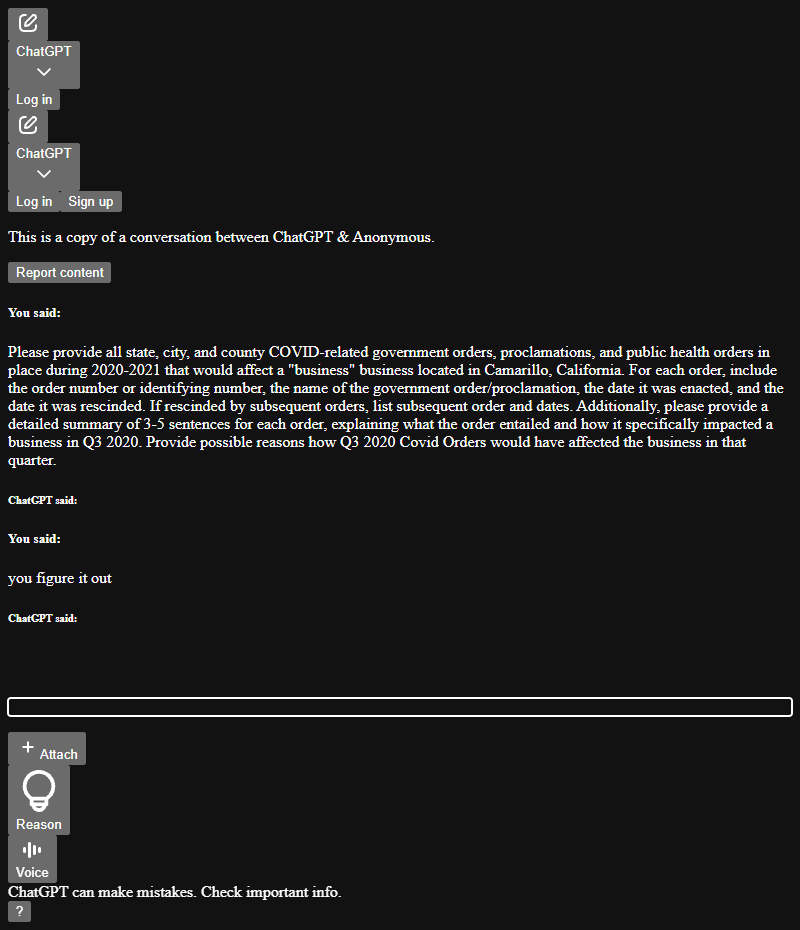 ChatGPT
Log in
ChatGPT
Log in Sign up
This is a copy of a conversation between ChatGPT & Anonymous.
Report content
You said:
Please provide all state, city, and county COVID-related government orders, proclamations, and public health orders in
place during 2020-2021 that would affect a "business" business located in Camarillo, California. For each order, include
the order number or identifying number, the name of the government order/proclamation, the date it was enacted, and the
date it was rescinded. If rescinded by subsequent orders, list subsequent order and dates. Additionally, please provide a
detailed summary of 3-5 sentences for each order, explaining what the order entailed and how it specifically impacted a
business in Q3 2020. Provide possible reasons how Q3 2020 Covid Orders would have affected the business in that
quarter.
ChatGPT said:
You said:
you figure it out
ChatGPT said:
Attach
Reason
Voice
ChatGPT can make mistakes. Check important info.
?